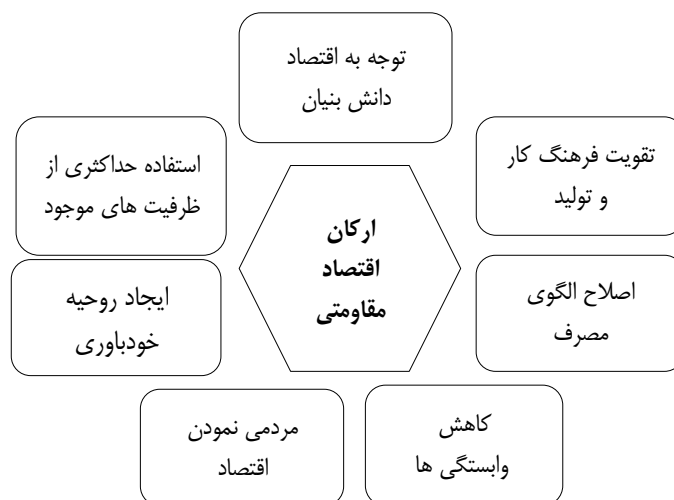 توجه به اقتصاد
دانش بنیان
تقویت فرهنگ کار
و تولید
استفاده حداکثری از
ظرفیت های موجود
ارکان
اقتصاد
مقاومتی
اصلاح الگوی
مصرف
ایجاد روحیه
خودباوری
کاهش
وابستگی ها
مردمی نمودن
اقتصاد